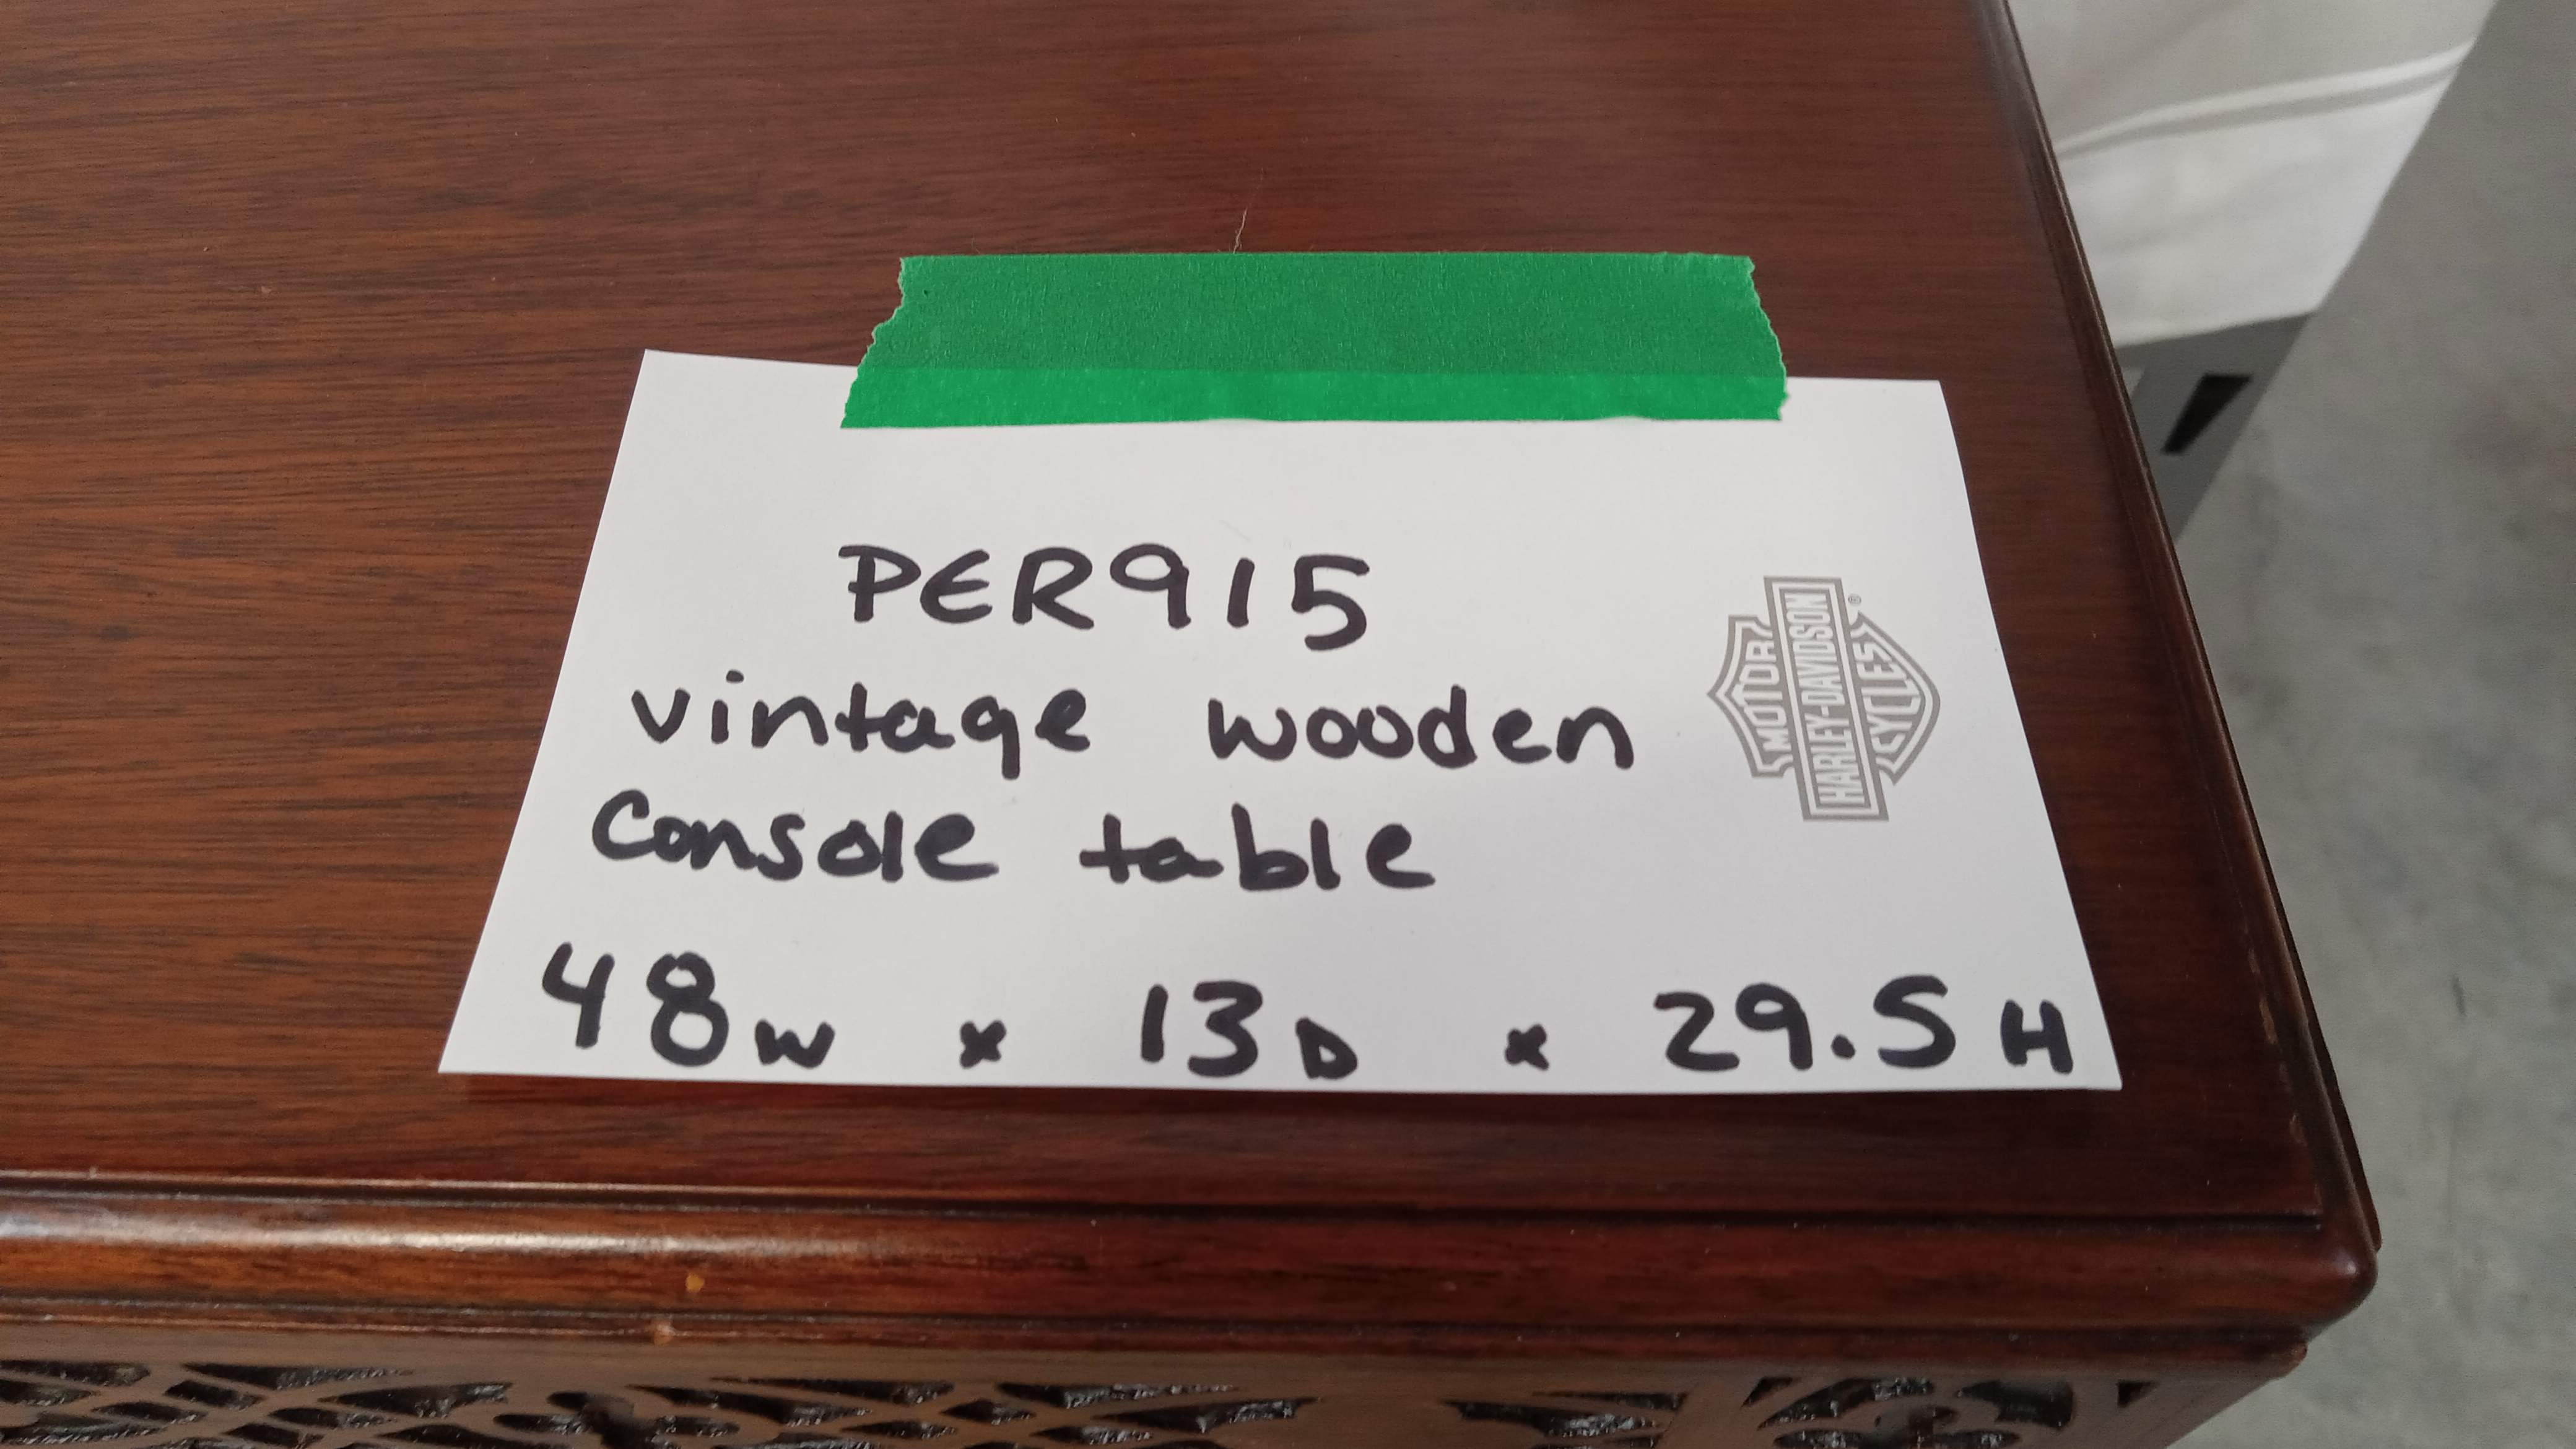 PER915
vintage wooden
console table
48W x 13D x 29.5H
MOTOR
HARLEY-DAVIDSON
CYCLES
®